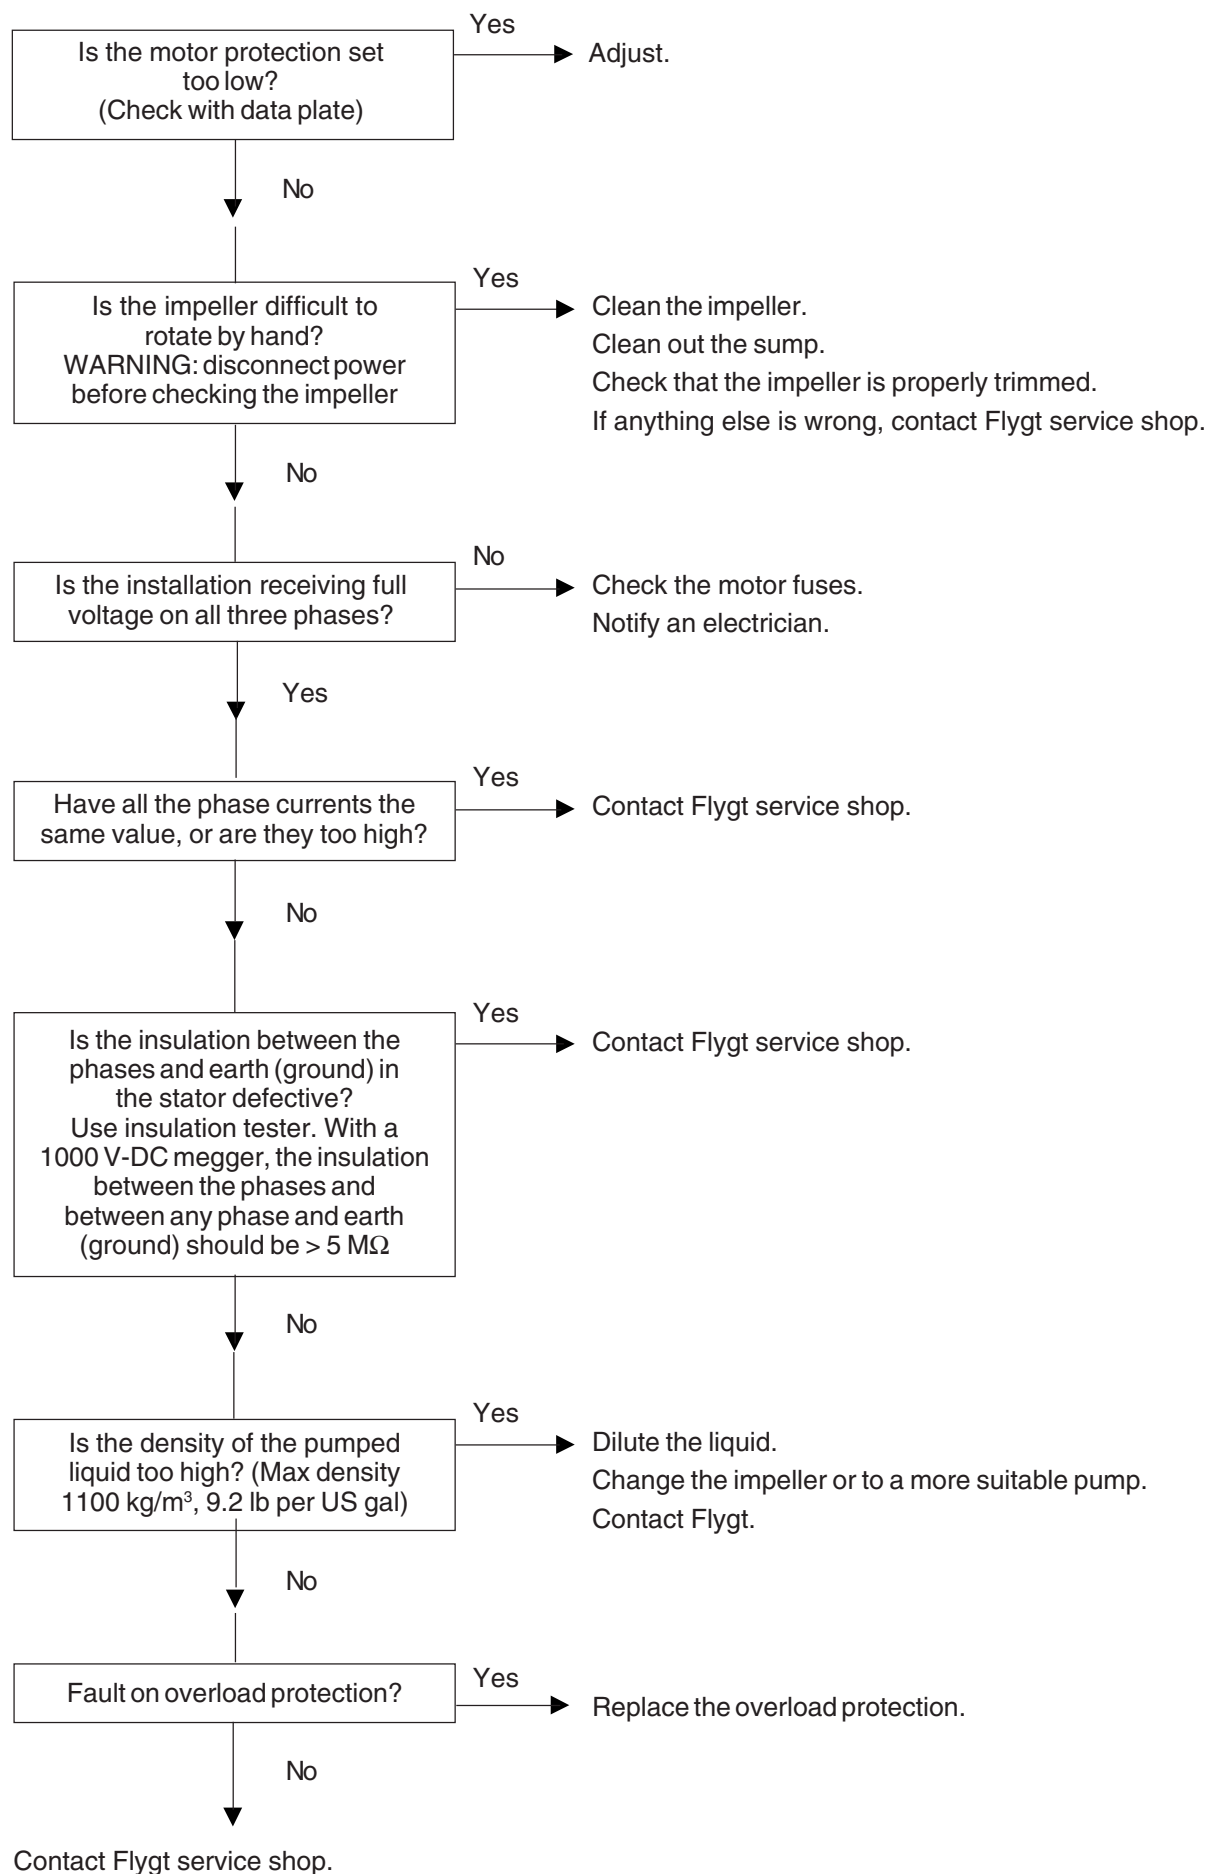 Yes
Is the motor protection set
too low?
(Check with data plate)
Adjust.
No
Yes
Is the impeller difficult to
rotate by hand?
WARNING: disconnect power
before checking the impeller
Clean the impeller.
Clean out the sump.
Check that the impeller is properly trimmed.
If anything else is wrong, contact Flygt service shop.
No
No
Is the installation receiving full
voltage on all three phases?
Check the motor fuses.
Notify an electrician.
Yes
Yes
Have all the phase currents the
same value, or are they too high?
Contact Flygt service shop.
No
Yes
Is the insulation between the
phases and earth (ground) in
the stator defective?
Use insulation tester. With a
1000 V-DC megger, the insulation
between the phases and
between any phase and earth
(ground) should be > 5 MΩ
Contact Flygt service shop.
No
Yes
Is the density of the pumped
liquid too high? (Max density
1100 kg/m³, 9.2 lb per US gal)
Dilute the liquid.
Change the impeller or to a more suitable pump.
Contact Flygt.
No
Yes
Fault on overload protection?
Replace the overload protection.
No
Contact Flygt service shop.